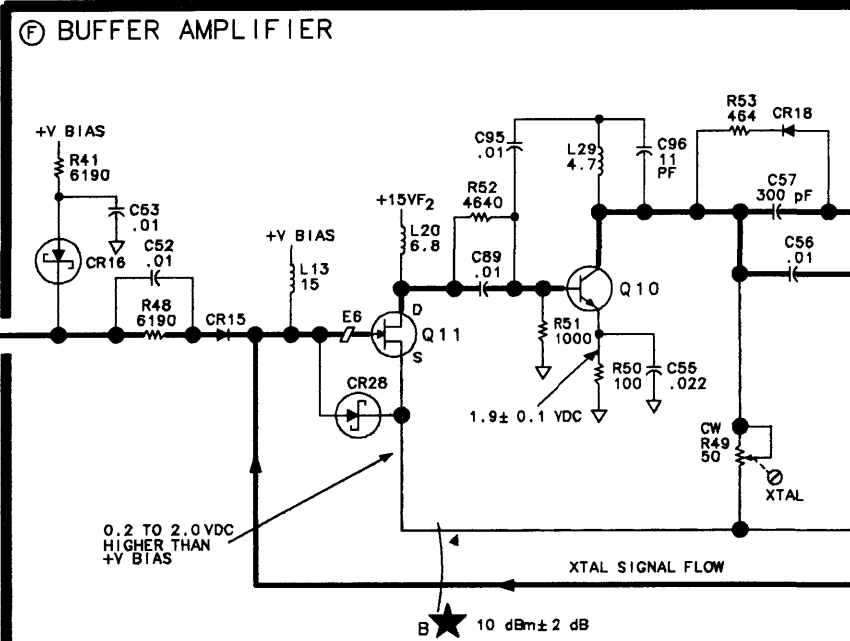 F BUFFER AMPLIFIER
+V BIAS
R41
6190
C53
.01
CR16
C52
.01
R48
6190
CR15
+V BIAS
L13
15
E6
+15VF2
L20
6.8
D
Q11
S
CR28
R52
4640
C95
.01
C89
.01
L29
4.7
C96
11
PF
Q10
R51
1000
R50
100
C55
.022
1.9± 0.1 VDC
R53
464
CR18
C57
300 pF
C56
.01
CW
R49
50
XTAL
0.2 TO 2.0 VDC
HIGHER THAN
+V BIAS
XTAL SIGNAL FLOW
B 10 dBm± 2 dB